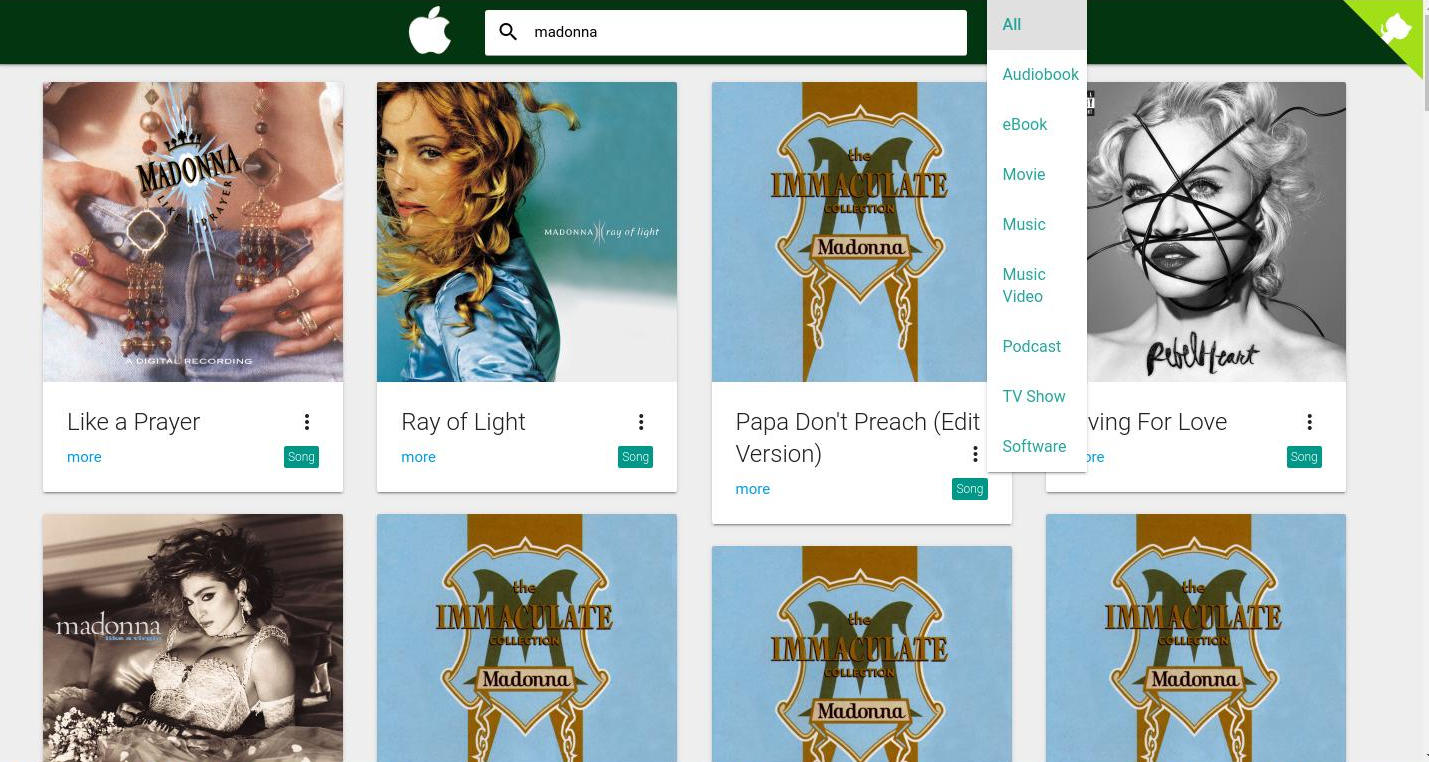 madonna
All
Audiobook
eBook
Movie
Music
Music
Video
Podcast
TV Show
Software
MADONNA
LIKE A PRAYER
A DIGITAL RECORDING
Like a Prayer
more
Song
MADONNA ray of light
Ray of Light
more
Song
the
IMMACULATE
COLLECTION
Madonna
Papa Don't Preach (Edit
Version)
more
Song
Rebel Heart
ving For Love
ore
Song
madonna
like a virgin
the
IMMACULATE
COLLECTION
Madonna
the
IMMACULATE
COLLECTION
Madonna
the
IMMACULATE
COLLECTION
Madonna